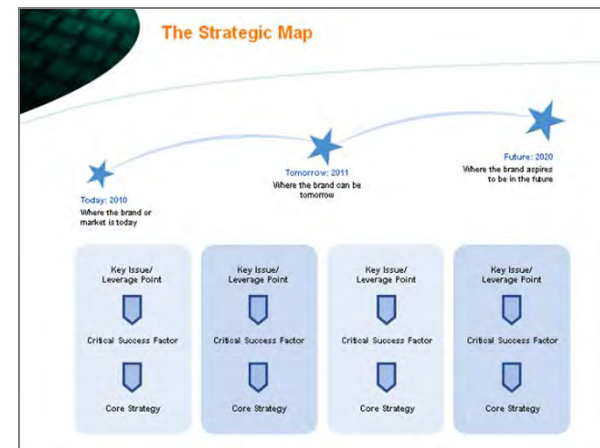 The Strategic Map
Future: 2020
Where the brand aspires
to be in the future
Tomorrow: 2011
Where the brand can be
tomorrow
Today: 2010
Where the brand or
market is today
Key Issue/
Leverage Point
Critical Success Factor
Core Strategy
Key Issue/
Leverage Point
Critical Success Factor
Core Strategy
Key Issue/
Leverage Point
Critical Success Factor
Core Strategy
Key Issue/
Leverage Point
Critical Success Factor
Core Strategy